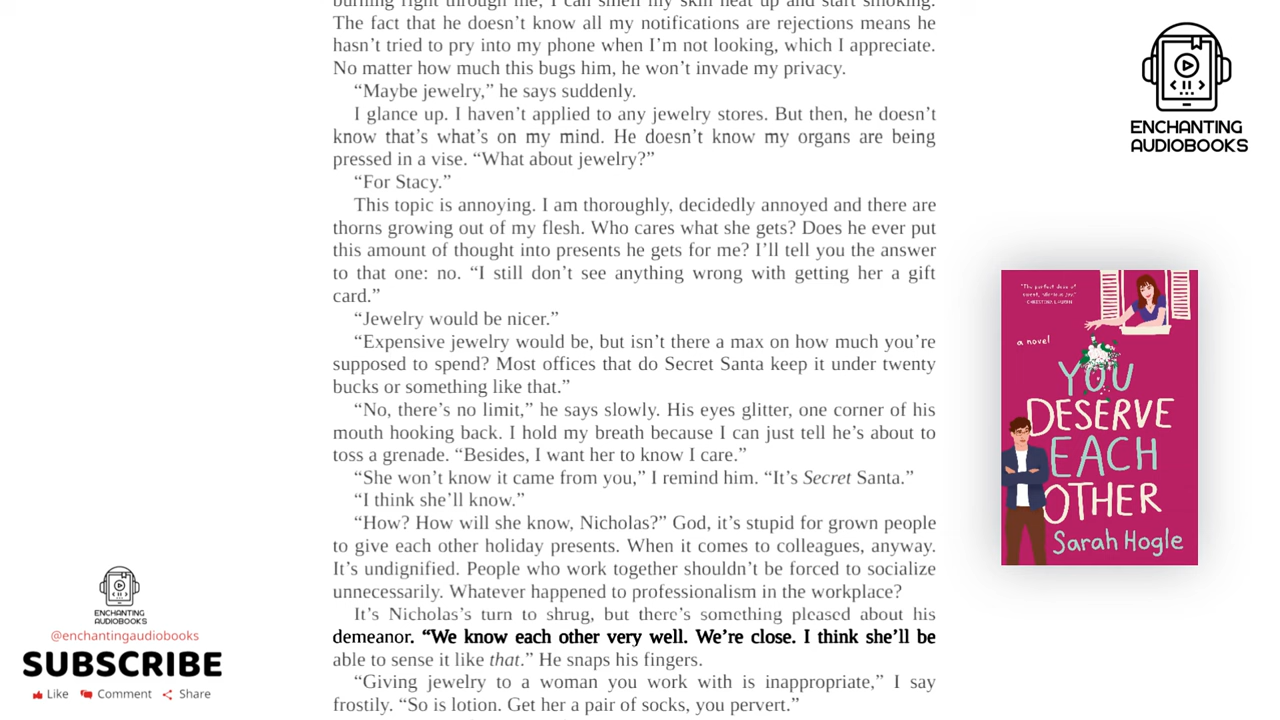 burning right through me, I can smell my skin heat up and start smoking.
The fact that he doesn’t know all my notifications are rejections means he
hasn’t tried to pry into my phone when I’m not looking, which I appreciate.
No matter how much this bugs him, he won’t invade my privacy.
“Maybe jewelry,” he says suddenly.
I glance up. I haven’t applied to any jewelry stores. But then, he doesn’t
know that’s what’s on my mind. He doesn’t know my organs are being
pressed in a vise. “What about jewelry?”
“For Stacy.”
This topic is annoying. I am thoroughly, decidedly annoyed and there are
thorns growing out of my flesh. Who cares what she gets? Does he ever put
this amount of thought into presents he gets for me? I’ll tell you the answer
to that one: no. “I still don’t see anything wrong with getting her a gift
card.”
“Jewelry would be nicer.”
“Expensive jewelry would be, but isn’t there a max on how much you’re
supposed to spend? Most offices that do Secret Santa keep it under twenty
bucks or something like that.”
“No, there’s no limit,” he says slowly. His eyes glitter, one corner of his
mouth hooking back. I hold my breath because I can just tell he’s about to
toss a grenade. “Besides, I want her to know I care.”
“She won’t know it came from you,” I remind him. “It’s Secret Santa.”
“I think she’ll know.”
“How? How will she know, Nicholas?” God, it’s stupid for grown people
to give each other holiday presents. When it comes to colleagues, anyway.
It’s undignified. People who work together shouldn’t be forced to socialize
unnecessarily. Whatever happened to professionalism in the workplace?
It’s Nicholas’s turn to shrug, but there’s something pleased about his
demeanor. “We know each other very well. We’re close. I think she’ll be
able to sense it like that.” He snaps his fingers.
“Giving jewelry to a woman you work with is inappropriate,” I say
frostily. “So is lotion. Get her a pair of socks, you pervert.”
ENCHANTING
AUDIOBOOKS
a novel
YOU
DESERVE
EACH
OTHER
Sarah Hogle
ENCHANTING
AUDIOBOOKS
@enchantingaudiobooks
SUBSCRIBE
Like Comment Share